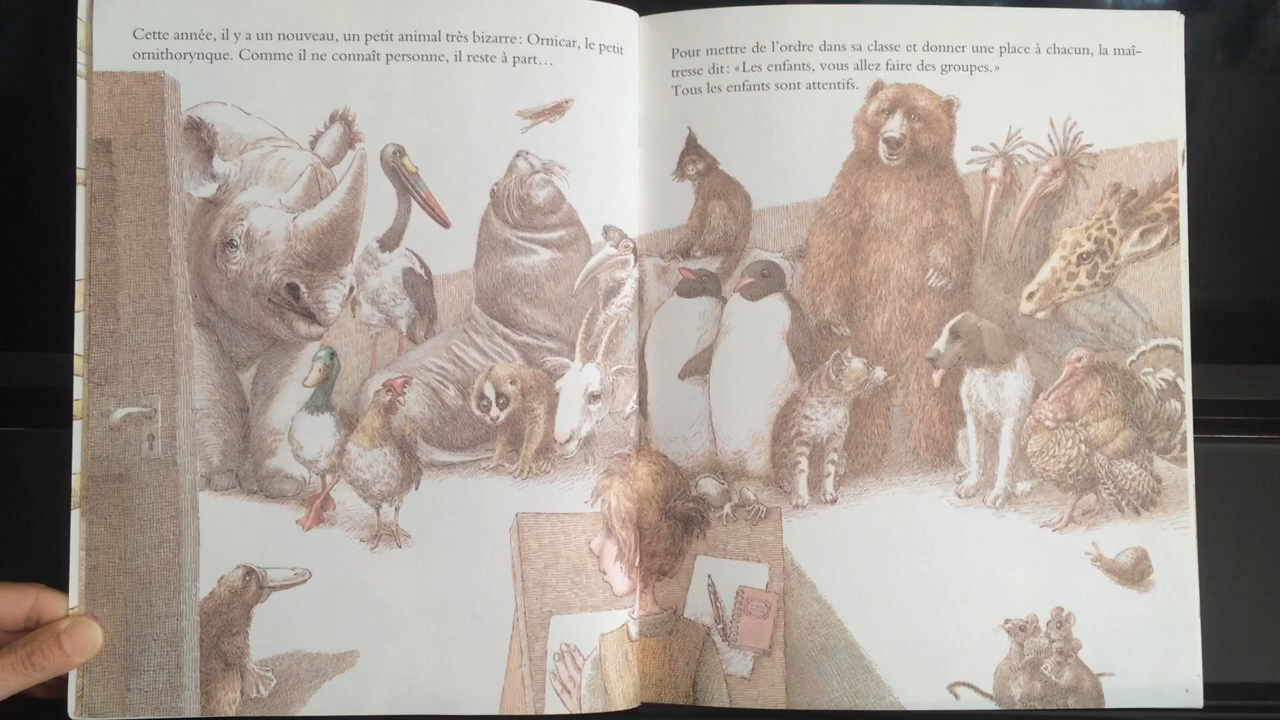 Cette année, il y a un nouveau, un petit animal très bizarre : Ornicar, le petit
ornithorynque. Comme il ne connaît personne, il reste à part...
Pour mettre de l'ordre dans sa classe et donner une place à chacun, la maî-
tresse dit : «Les enfants, vous allez faire des groupes.»
Tous les enfants sont attentifs.